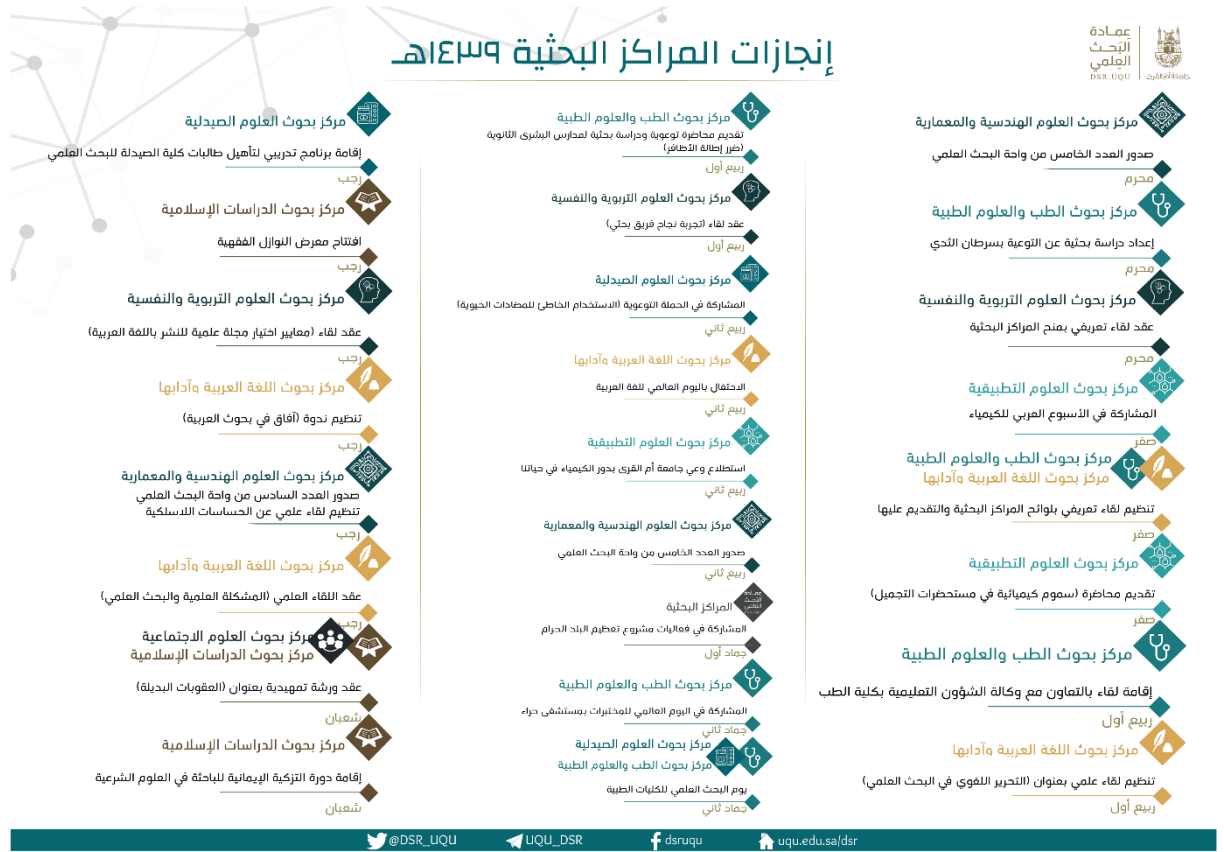 إنجازات المراكز البحثية ١٤٣٩هـ
عمـادة
البحـث
العلمي
DSR.UQU
جامعة أم القرى
مركز بحوث العلوم الهندسية والمعمارية
صدور العدد الخامس من واحة البحث العلمي
محرم
مركز بحوث الطب والعلوم الطبية
إعداد دراسة بحثية عن التوعية بسرطان الثدي
محرم
مركز بحوث العلوم التربوية والنفسية
عقد لقاء تعريفي بمنح المراكز البحثية
محرم
مركز بحوث العلوم التطبيقية
المشاركة في الأسبوع العربي للكيمياء
صفر
مركز بحوث الطب والعلوم الطبية
مركز بحوث اللغة العربية وآدابها
تنظيم لقاء تعريفي بلوائح المراكز البحثية والتقديم عليها
صفر
مركز بحوث العلوم التطبيقية
تقديم محاضرة (سموم كيميائية في مستحضرات التجميل)
صفر
مركز بحوث الطب والعلوم الطبية
إقامة لقاء بالتعاون مع وكالة الشؤون التعليمية بكلية الطب
ربيع أول
مركز بحوث اللغة العربية وآدابها
تنظيم لقاء علمي بعنوان (التحرير اللغوي في البحث العلمي)
ربيع أول
مركز بحوث الطب والعلوم الطبية
تقديم محاضرة توعوية ودراسة بحثية لمدارس البشرى الثانوية
(ضرر إطالة الأظافر)
ربيع أول
مركز بحوث العلوم التربوية والنفسية
عقد لقاء (تجربة نجاح فريق بحثي)
ربيع أول
مركز بحوث العلوم الصيدلية
المشاركة في الحملة التوعوية (الاستخدام الخاطئ للمضادات الحيوية)
ربيع ثاني
مركز بحوث اللغة العربية وآدابها
الاحتفال باليوم العالمي للغة العربية
ربيع ثاني
مركز بحوث العلوم التطبيقية
استطلاع وعي جامعة أم القرى بدور الكيمياء في حياتنا
ربيع ثاني
مركز بحوث العلوم الهندسية والمعمارية
صدور العدد الخامس من واحة البحث العلمي
ربيع ثاني
عمـادة
البحـث
العلمي
المراكز البحثية
المشاركة في فعاليات مشروع تعظيم البلد الحرام
جماد أول
مركز بحوث الطب والعلوم الطبية
المشاركة في اليوم العالمي للمختبرات بمستشفى حراء
جماد ثاني
مركز بحوث العلوم الصيدلية
مركز بحوث الطب والعلوم الطبية
يوم البحث العلمي للكليات الطبية
جماد ثاني
مركز بحوث العلوم الصيدلية
إقامة برنامج تدريبي لتأهيل طالبات كلية الصيدلة للبحث العلمي
رجب
مركز بحوث الدراسات الإسلامية
افتتاح معرض النوازل الفقهية
رجب
مركز بحوث العلوم التربوية والنفسية
عقد لقاء (معايير اختيار مجلة علمية للنشر باللغة العربية)
رجب
مركز بحوث اللغة العربية وآدابها
تنظيم ندوة (آفاق في بحوث العربية)
رجب
مركز بحوث العلوم الهندسية والمعمارية
صدور العدد السادس من واحة البحث العلمي
تنظيم لقاء علمي عن الحساسات اللاسلكية
رجب
مركز بحوث اللغة العربية وآدابها
عقد اللقاء العلمي (المشكلة العلمية والبحث العلمي)
رجب
مركز بحوث العلوم الاجتماعية
مركز بحوث الدراسات الإسلامية
عقد ورشة تمهيدية بعنوان (العقوبات البديلة)
شعبان
مركز بحوث الدراسات الإسلامية
إقامة دورة التزكية الإيمانية للباحثة في العلوم الشرعية
شعبان
@DSR_UQU
UQU_DSR
dsruqu
uqu.edu.sa/dsr